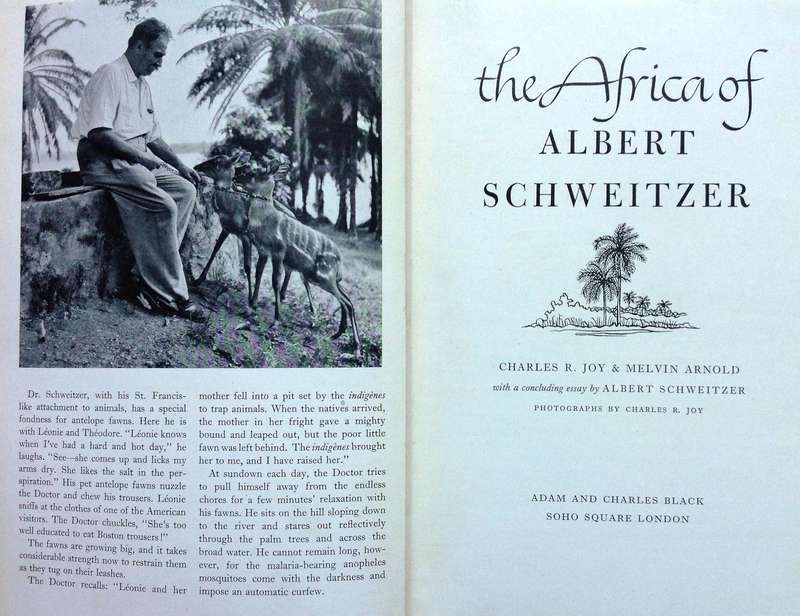 Dr. Schweitzer, with his St. Francis-
like attachment to animals, has a special
fondness for antelope fawns. Here he is
with Léonie and Théodore. “Léonie knows
when I’ve had a hard and hot day,” he
laughs. “See—she comes up and licks my
arms dry. She likes the salt in the per-
spiration.” His pet antelope fawns nuzzle
the Doctor and chew his trousers. Léonie
sniffs at the clothes of one of the American
visitors. The Doctor chuckles, “She’s too
well educated to eat Boston trousers!”
The fawns are growing big, and it takes
considerable strength now to restrain them
as they tug on their leashes.
The Doctor recalls: “Léonie and her
mother fell into a pit set by the indigènes
to trap animals. When the natives arrived,
the mother in her fright gave a mighty
bound and leaped out, but the poor little
fawn was left behind. The indigènes brought
her to me, and I have raised her.”
At sundown each day, the Doctor tries
to pull himself away from the endless
chores for a few minutes’ relaxation with
his fawns. He sits on the hill sloping down
to the river and stares out reflectively
through the palm trees and across the
broad water. He cannot remain long, how-
ever, for the malaria-bearing anopheles
mosquitoes come with the darkness and
impose an automatic curfew.
the Africa of
ALBERT
SCHWEITZER
CHARLES R. JOY & MELVIN ARNOLD
with a concluding essay by ALBERT SCHWEITZER
PHOTOGRAPHS BY CHARLES R. JOY
ADAM AND CHARLES BLACK
SOHO SQUARE LONDON